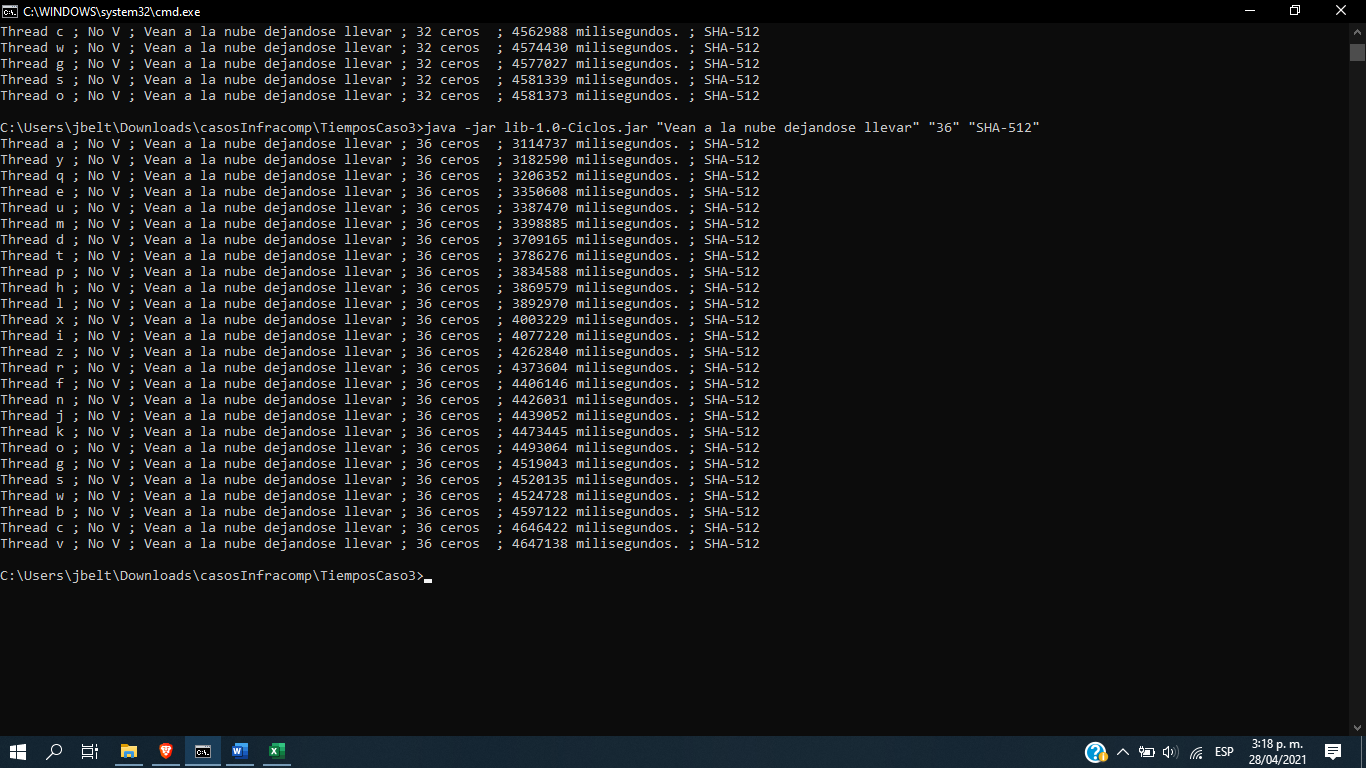 C:\WINDOWS\system32\cmd.exe
Thread c ; No V ; Vean a la nube dejandose llevar ; 32 ceros  ; 4562988 milisegundos. ; SHA-512
Thread w ; No V ; Vean a la nube dejandose llevar ; 32 ceros  ; 4574430 milisegundos. ; SHA-512
Thread g ; No V ; Vean a la nube dejandose llevar ; 32 ceros  ; 4577027 milisegundos. ; SHA-512
Thread s ; No V ; Vean a la nube dejandose llevar ; 32 ceros  ; 4581339 milisegundos. ; SHA-512
Thread o ; No V ; Vean a la nube dejandose llevar ; 32 ceros  ; 4581373 milisegundos. ; SHA-512
C:\Users\jbelt\Downloads\casosInfracomp\TiemposCaso3>java -jar lib-1.0-Ciclos.jar "Vean a la nube dejandose llevar" "36" "SHA-512"
Thread a ; No V ; Vean a la nube dejandose llevar ; 36 ceros  ; 3114737 milisegundos. ; SHA-512
Thread y ; No V ; Vean a la nube dejandose llevar ; 36 ceros  ; 3182590 milisegundos. ; SHA-512
Thread q ; No V ; Vean a la nube dejandose llevar ; 36 ceros  ; 3206352 milisegundos. ; SHA-512
Thread e ; No V ; Vean a la nube dejandose llevar ; 36 ceros  ; 3350608 milisegundos. ; SHA-512
Thread u ; No V ; Vean a la nube dejandose llevar ; 36 ceros  ; 3387470 milisegundos. ; SHA-512
Thread m ; No V ; Vean a la nube dejandose llevar ; 36 ceros  ; 3398885 milisegundos. ; SHA-512
Thread d ; No V ; Vean a la nube dejandose llevar ; 36 ceros  ; 3709165 milisegundos. ; SHA-512
Thread t ; No V ; Vean a la nube dejandose llevar ; 36 ceros  ; 3786276 milisegundos. ; SHA-512
Thread p ; No V ; Vean a la nube dejandose llevar ; 36 ceros  ; 3834588 milisegundos. ; SHA-512
Thread h ; No V ; Vean a la nube dejandose llevar ; 36 ceros  ; 3869579 milisegundos. ; SHA-512
Thread l ; No V ; Vean a la nube dejandose llevar ; 36 ceros  ; 3892970 milisegundos. ; SHA-512
Thread x ; No V ; Vean a la nube dejandose llevar ; 36 ceros  ; 4003229 milisegundos. ; SHA-512
Thread i ; No V ; Vean a la nube dejandose llevar ; 36 ceros  ; 4077220 milisegundos. ; SHA-512
Thread z ; No V ; Vean a la nube dejandose llevar ; 36 ceros  ; 4262840 milisegundos. ; SHA-512
Thread r ; No V ; Vean a la nube dejandose llevar ; 36 ceros  ; 4373604 milisegundos. ; SHA-512
Thread f ; No V ; Vean a la nube dejandose llevar ; 36 ceros  ; 4406146 milisegundos. ; SHA-512
Thread n ; No V ; Vean a la nube dejandose llevar ; 36 ceros  ; 4426031 milisegundos. ; SHA-512
Thread j ; No V ; Vean a la nube dejandose llevar ; 36 ceros  ; 4439052 milisegundos. ; SHA-512
Thread k ; No V ; Vean a la nube dejandose llevar ; 36 ceros  ; 4473445 milisegundos. ; SHA-512
Thread o ; No V ; Vean a la nube dejandose llevar ; 36 ceros  ; 4493064 milisegundos. ; SHA-512
Thread g ; No V ; Vean a la nube dejandose llevar ; 36 ceros  ; 4519043 milisegundos. ; SHA-512
Thread s ; No V ; Vean a la nube dejandose llevar ; 36 ceros  ; 4520135 milisegundos. ; SHA-512
Thread w ; No V ; Vean a la nube dejandose llevar ; 36 ceros  ; 4524728 milisegundos. ; SHA-512
Thread b ; No V ; Vean a la nube dejandose llevar ; 36 ceros  ; 4597122 milisegundos. ; SHA-512
Thread c ; No V ; Vean a la nube dejandose llevar ; 36 ceros  ; 4646422 milisegundos. ; SHA-512
Thread v ; No V ; Vean a la nube dejandose llevar ; 36 ceros  ; 4647138 milisegundos. ; SHA-512
C:\Users\jbelt\Downloads\casosInfracomp\TiemposCaso3>
ESP
3:18 p. m.
28/04/2021